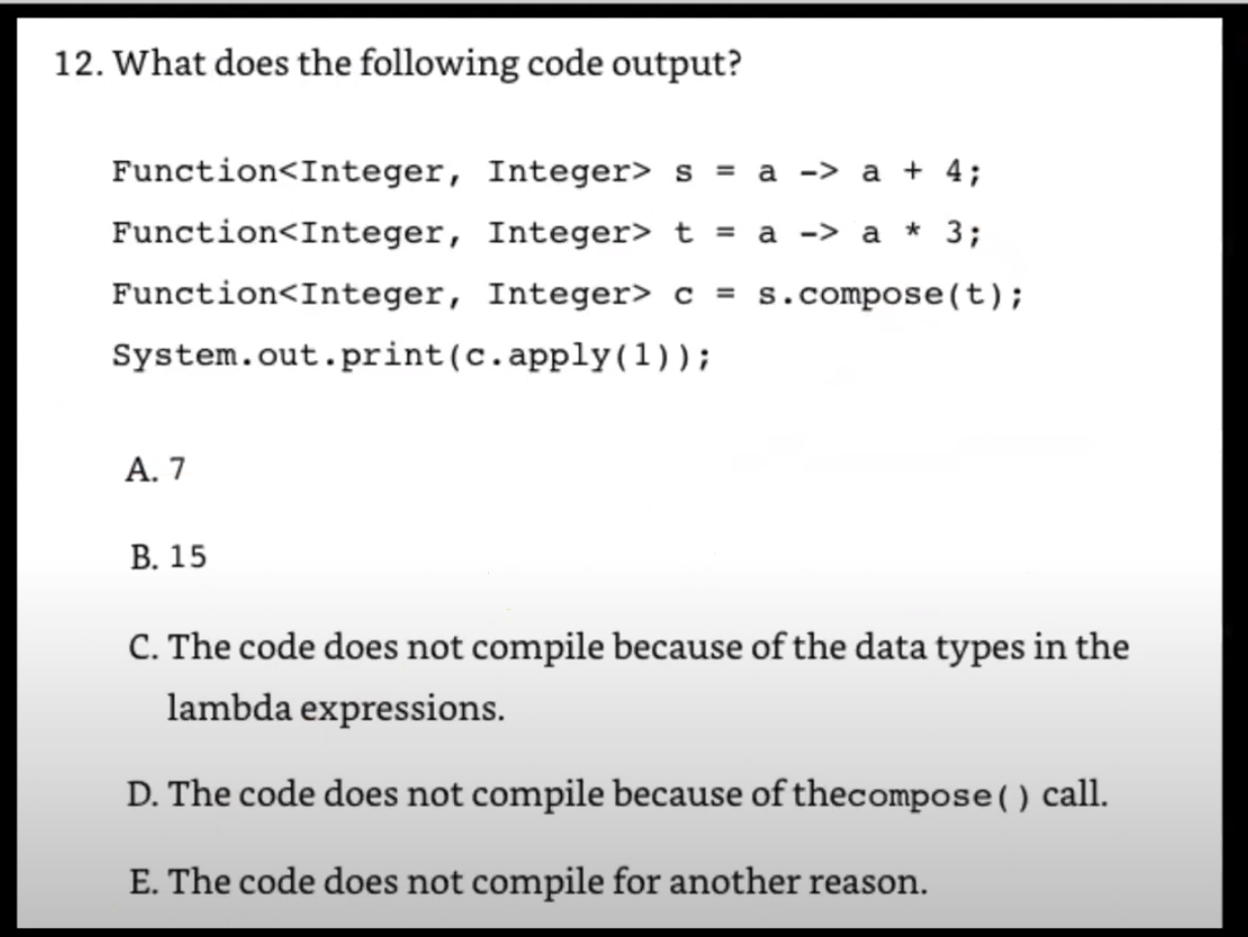 12. What does the following code output?
Function<Integer, Integer> s = a -> a + 4;
Function<Integer, Integer> t = a -> a * 3;
Function<Integer, Integer> c = s.compose(t);
System.out.print(c.apply(1));
A. 7
B. 15
C. The code does not compile because of the data types in the
lambda expressions.
D. The code does not compile because of thecompose() call.
E. The code does not compile for another reason.